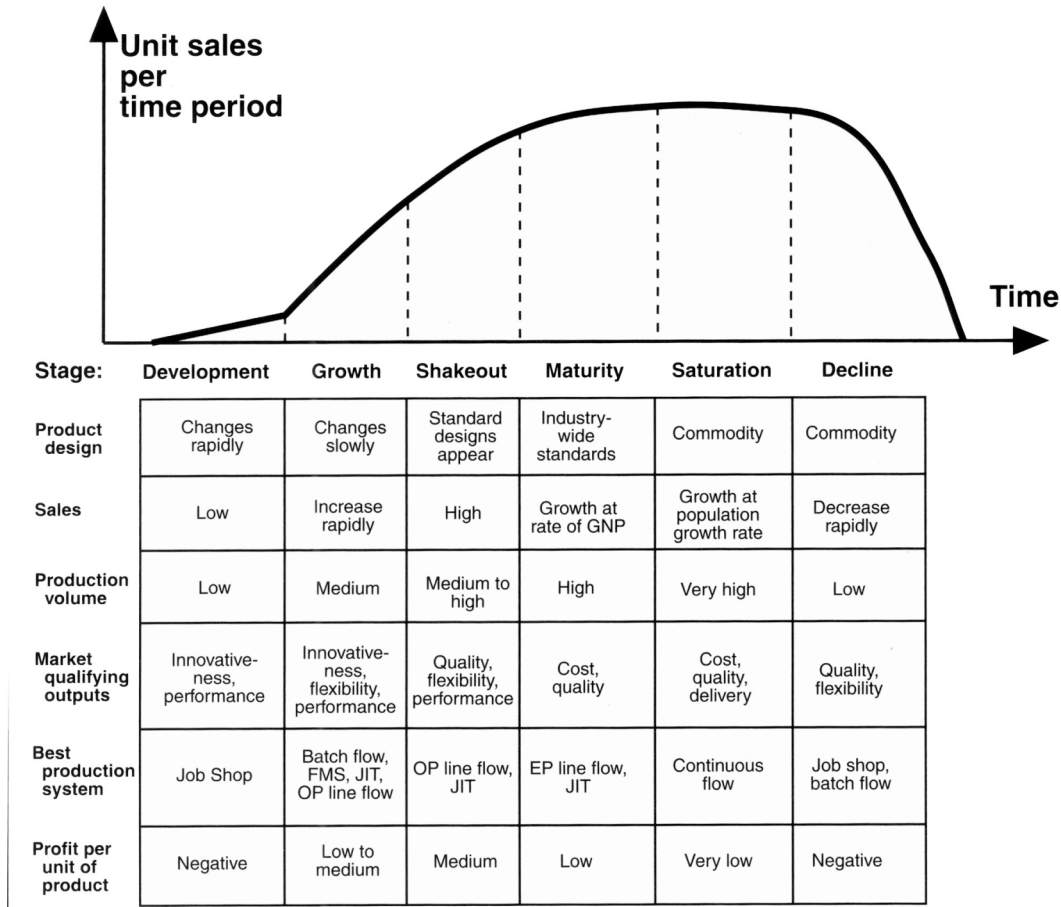 Unit sales
per
time period
Time
Stage: Development Growth Shakeout Maturity Saturation Decline
Product
design
Changes
rapidly
Changes
slowly
Standard
designs
appear
Industry-
wide
standards
Commodity
Commodity
Sales
Low
Increase
rapidly
High
Growth at
rate of GNP
Growth at
population
growth rate
Decrease
rapidly
Production
volume
Low
Medium
Medium to
high
High
Very high
Low
Market
qualifying
outputs
Innovative-
ness,
performance
Innovative-
ness,
flexibility,
performance
Quality,
flexibility,
performance
Cost,
quality
Cost,
quality,
delivery
Quality,
flexibility
Best
production
system
Job Shop
Batch flow,
FMS, JIT,
OP line flow
OP line flow,
JIT
EP line flow,
JIT
Continuous
flow
Job shop,
batch flow
Profit per
unit of
product
Negative
Low to
medium
Medium
Low
Very low
Negative